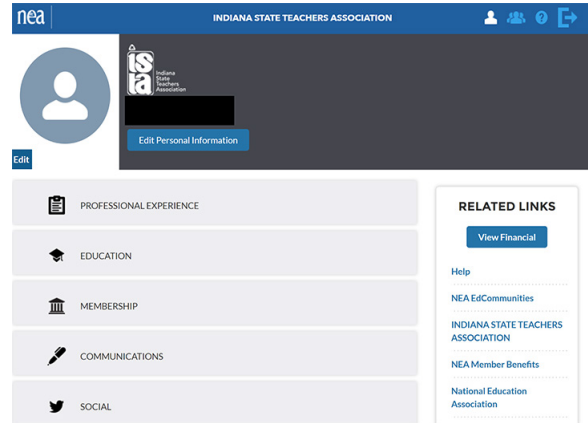 nea
INDIANA STATE TEACHERS ASSOCIATION
?
ista
Indiana
State
Teachers
Association
Edit Personal Information
Edit
PROFESSIONAL EXPERIENCE
EDUCATION
MEMBERSHIP
COMMUNICATIONS
SOCIAL
RELATED LINKS
View Financial
Help
NEA EdCommunities
INDIANA STATE TEACHERS
ASSOCIATION
NEA Member Benefits
National Education
Association